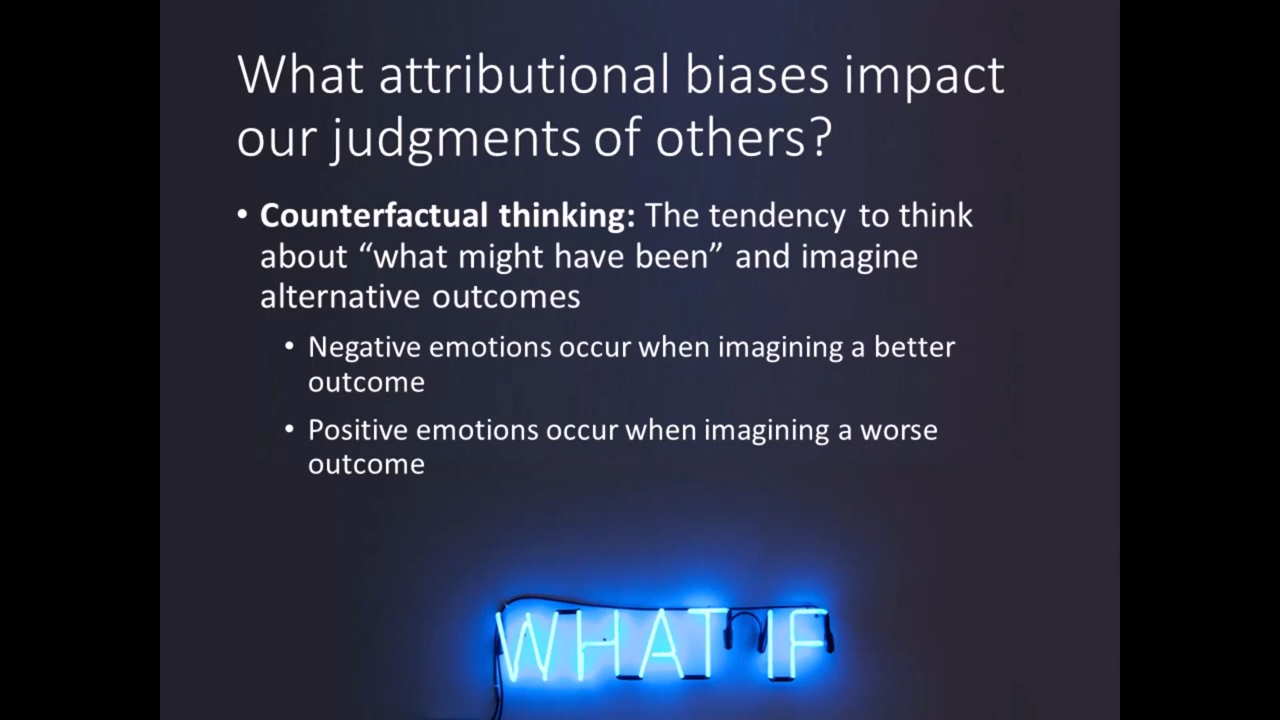 What attributional biases impact
our judgments of others?
• Counterfactual thinking: The tendency to think
about “what might have been” and imagine
alternative outcomes
• Negative emotions occur when imagining a better
outcome
• Positive emotions occur when imagining a worse
outcome
WHAT IF